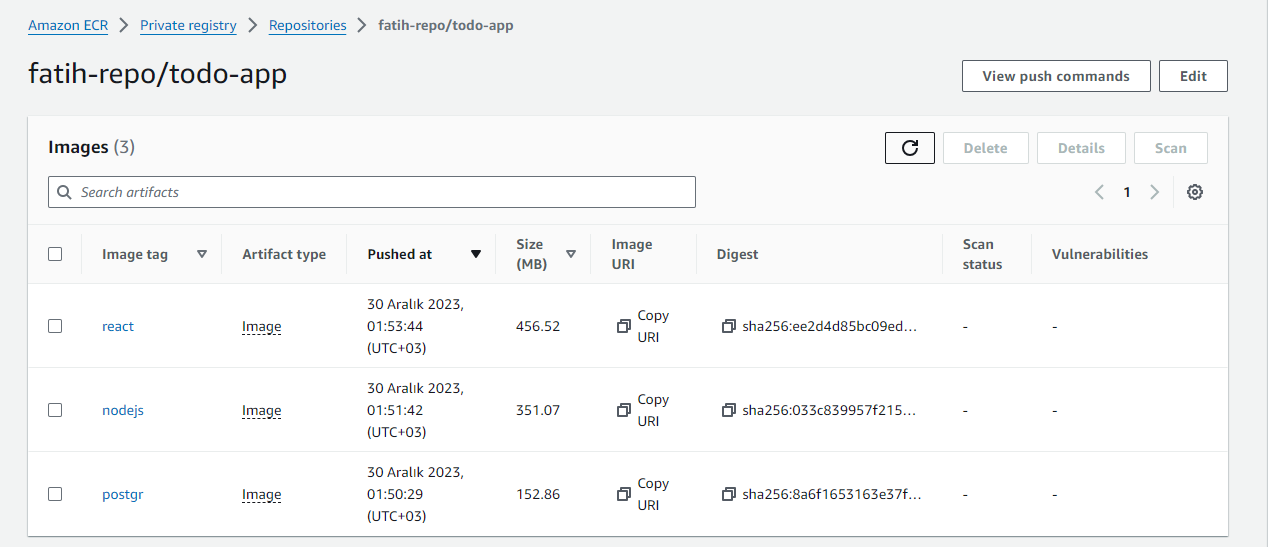 Amazon ECR > Private registry > Repositories > fatih-repo/todo-app
fatih-repo/todo-app
View push commands
Edit
Images (3)
Delete
Details
Scan
Search artifacts
1
Image tag
Artifact type
Pushed at
Size
(MB)
Image
URI
Digest
Scan
status
Vulnerabilities
react
Image
30 Aralık 2023,
01:53:44
(UTC+03)
456.52
Copy
URI
sha256:ee2d4d85bc09ed...
-
-
nodejs
Image
30 Aralık 2023,
01:51:42
(UTC+03)
351.07
Copy
URI
sha256:033c839957f215...
-
-
postgr
Image
30 Aralık 2023,
01:50:29
(UTC+03)
152.86
Copy
URI
sha256:8a6f1653163e37f...
-
-